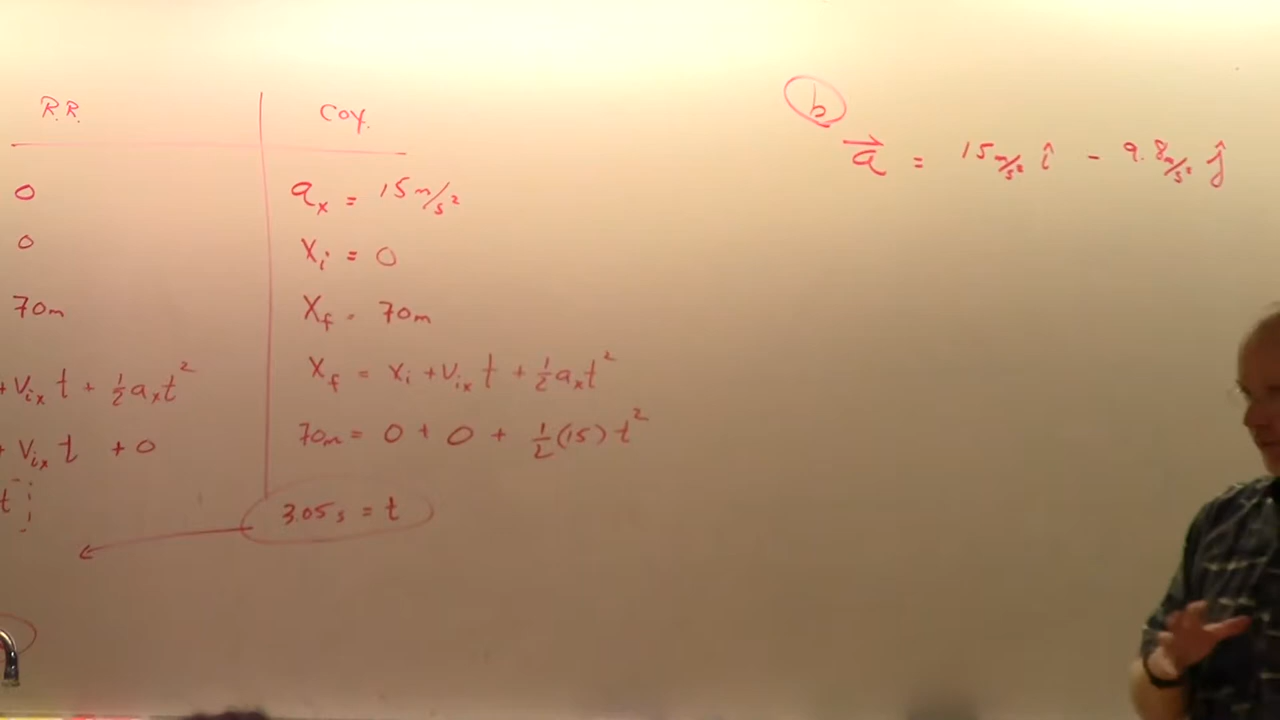 R.R.
0
0
70m
+ V_ix t + ½ a_x t²
+ V_ix t + 0
t
Coy.
a_x = 15 m/s²
X_i = 0
X_f = 70m
X_f = x_i + V_ix t + ½ a_x t²
70m = 0 + 0 + ½ (15) t²
3.05 s = t
b
a⃗ = 15 m/s² î - 9.8 m/s² ĵ